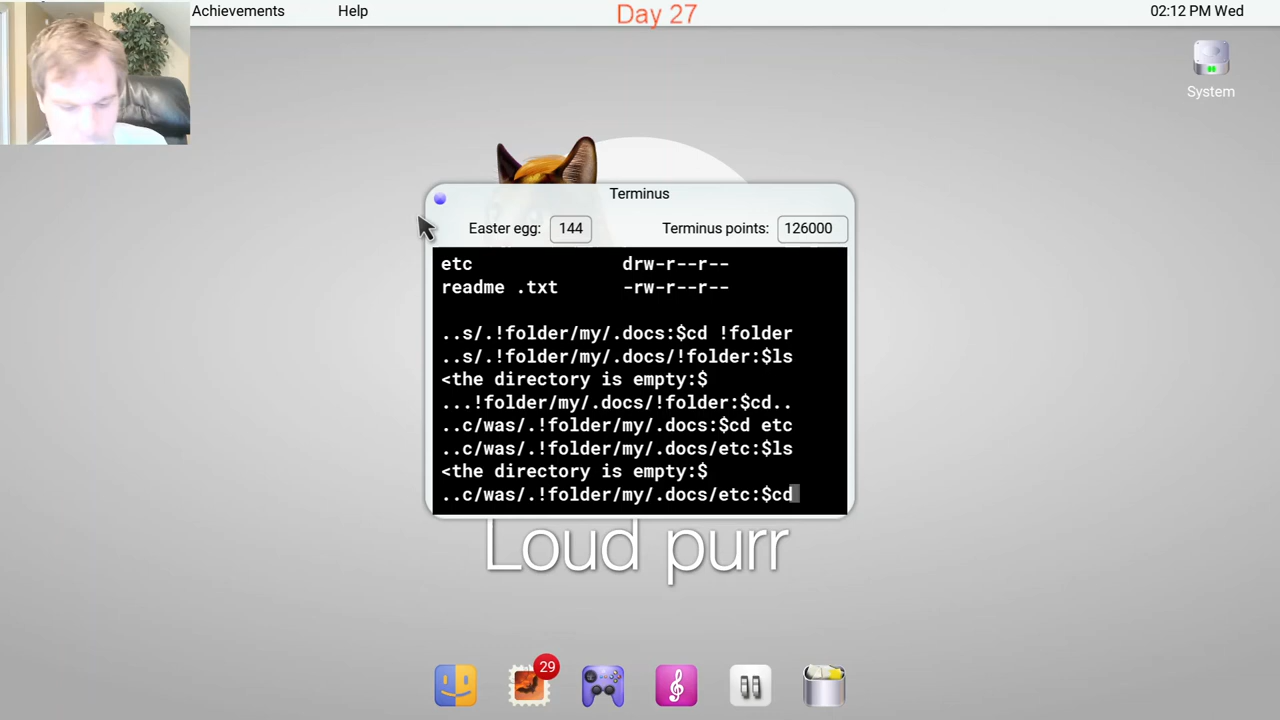 Achievements Help Day 27 02:12 PM Wed
System
Terminus
Easter egg: 144 Terminus points: 126000
etc drw-r--r--
readme .txt -rw-r--r--
..s/.!folder/my/.docs:$cd !folder
..s/.!folder/my/.docs/!folder:$ls
<the directory is empty:$
...!folder/my/.docs/!folder:$cd..
..c/was/.!folder/my/.docs:$cd etc
..c/was/.!folder/my/.docs/etc:$ls
<the directory is empty:$
..c/was/.!folder/my/.docs/etc:$cd
Loud purr
29